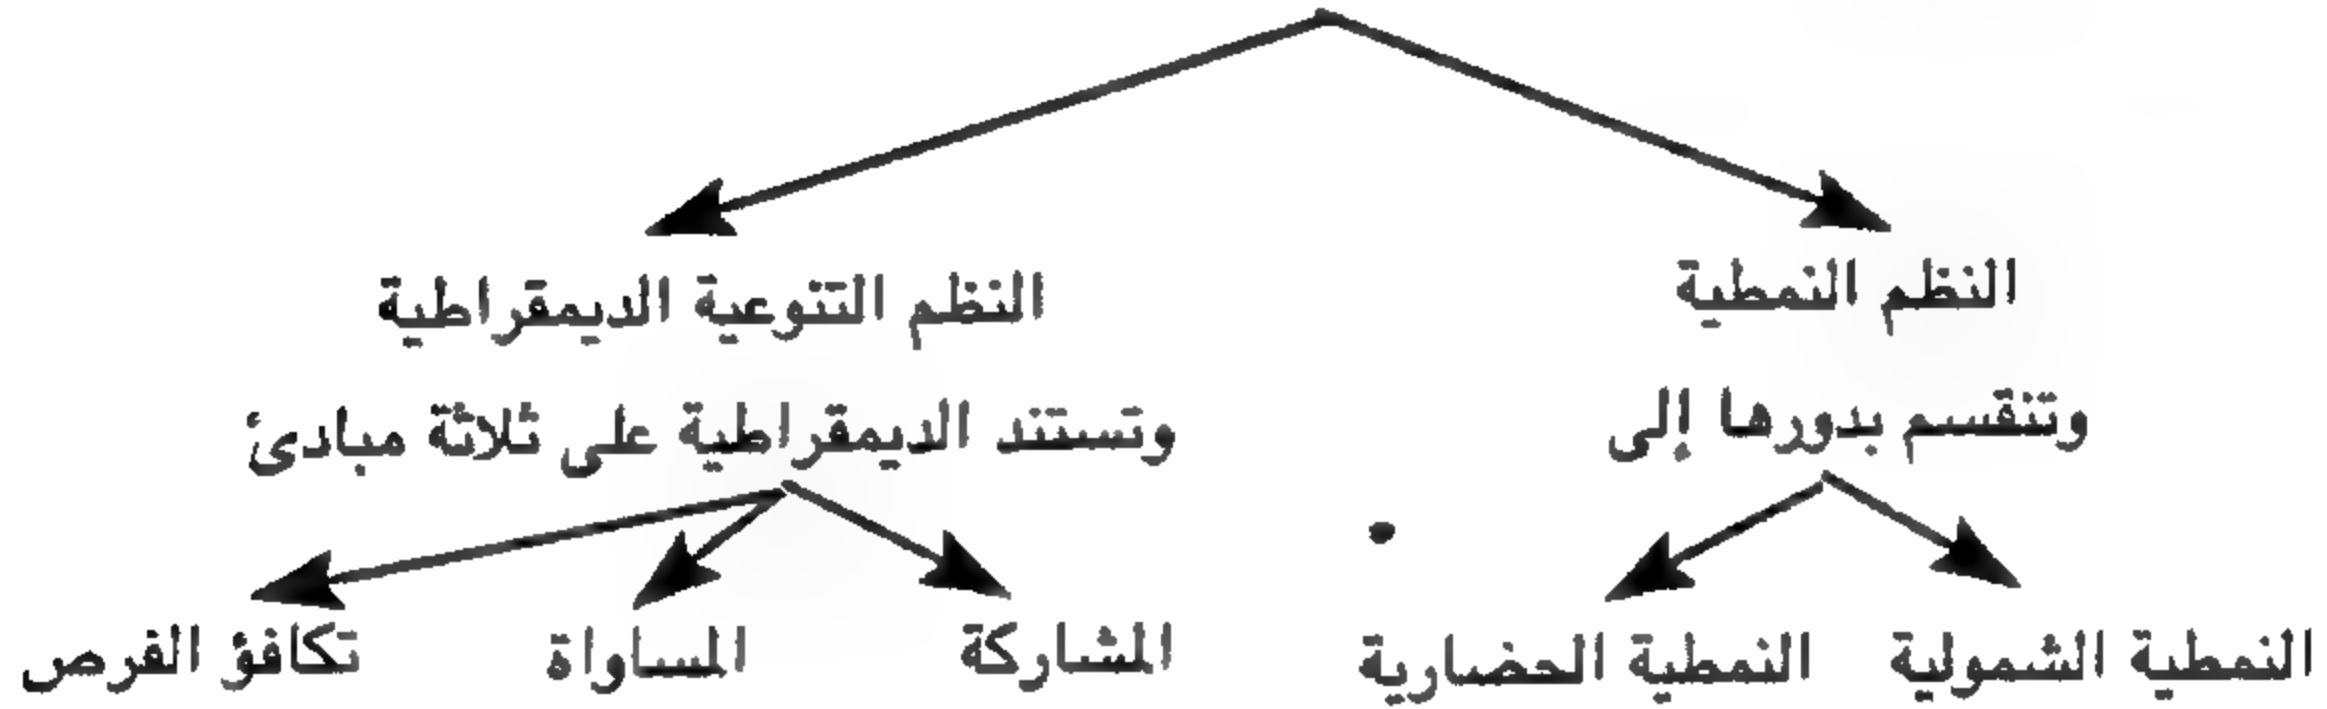 النظم النمطية
النظم التنوعية الديمقراطية
وتنقسم بدورها إلى
وتستند الديمقراطية على ثلاثة مبادئ
النمطية الشمولية
النمطية الحضارية
المشاركة
المساواة
تكافؤ الفرص